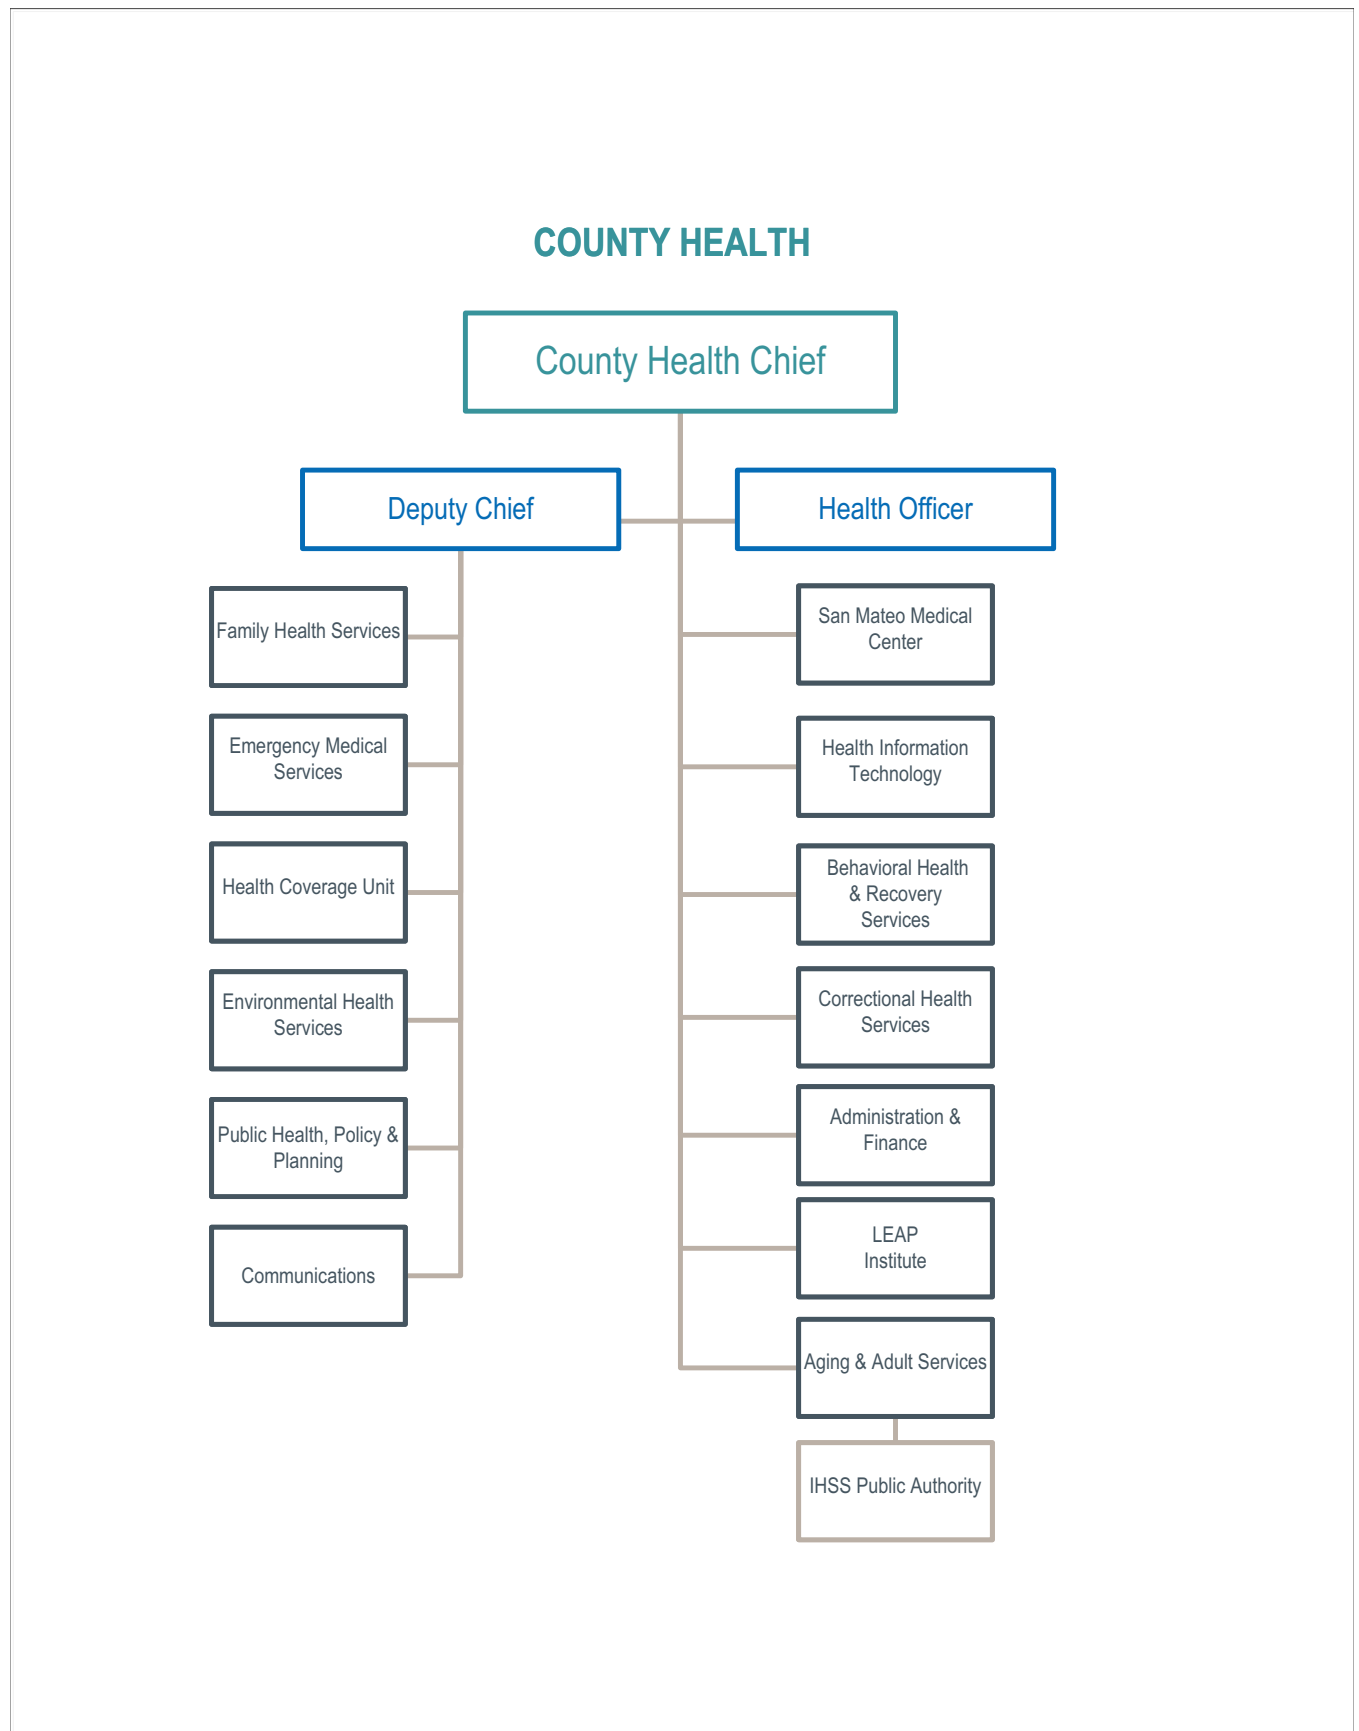 COUNTY HEALTH
County Health Chief
Deputy Chief
Health Officer
Family Health Services
Emergency Medical
Services
Health Coverage Unit
Environmental Health
Services
Public Health, Policy &
Planning
Communications
San Mateo Medical
Center
Health Information
Technology
Behavioral Health
& Recovery
Services
Correctional Health
Services
Administration &
Finance
LEAP
Institute
Aging & Adult Services
IHSS Public Authority